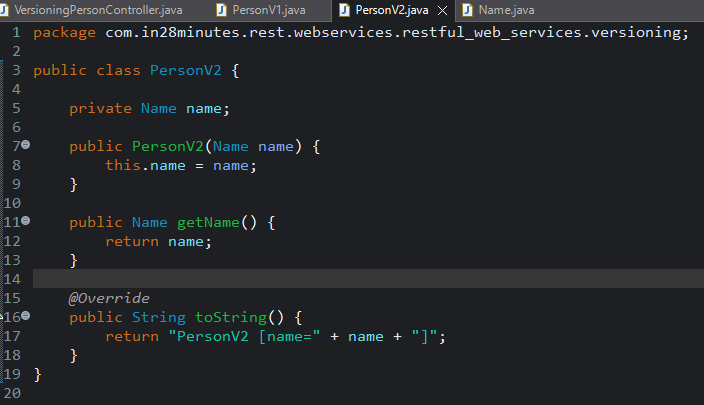 VersioningPersonController.java PersonV1.java PersonV2.java Name.java
1 package com.in28minutes.rest.webservices.restful_web_services.versioning;
2
3 public class PersonV2 {
4
5 private Name name;
6
7 public PersonV2(Name name) {
8 this.name = name;
9 }
10
11 public Name getName() {
12 return name;
13 }
14
15 @Override
16 public String toString() {
17 return "PersonV2 [name=" + name + "]";
18 }
19 }
20